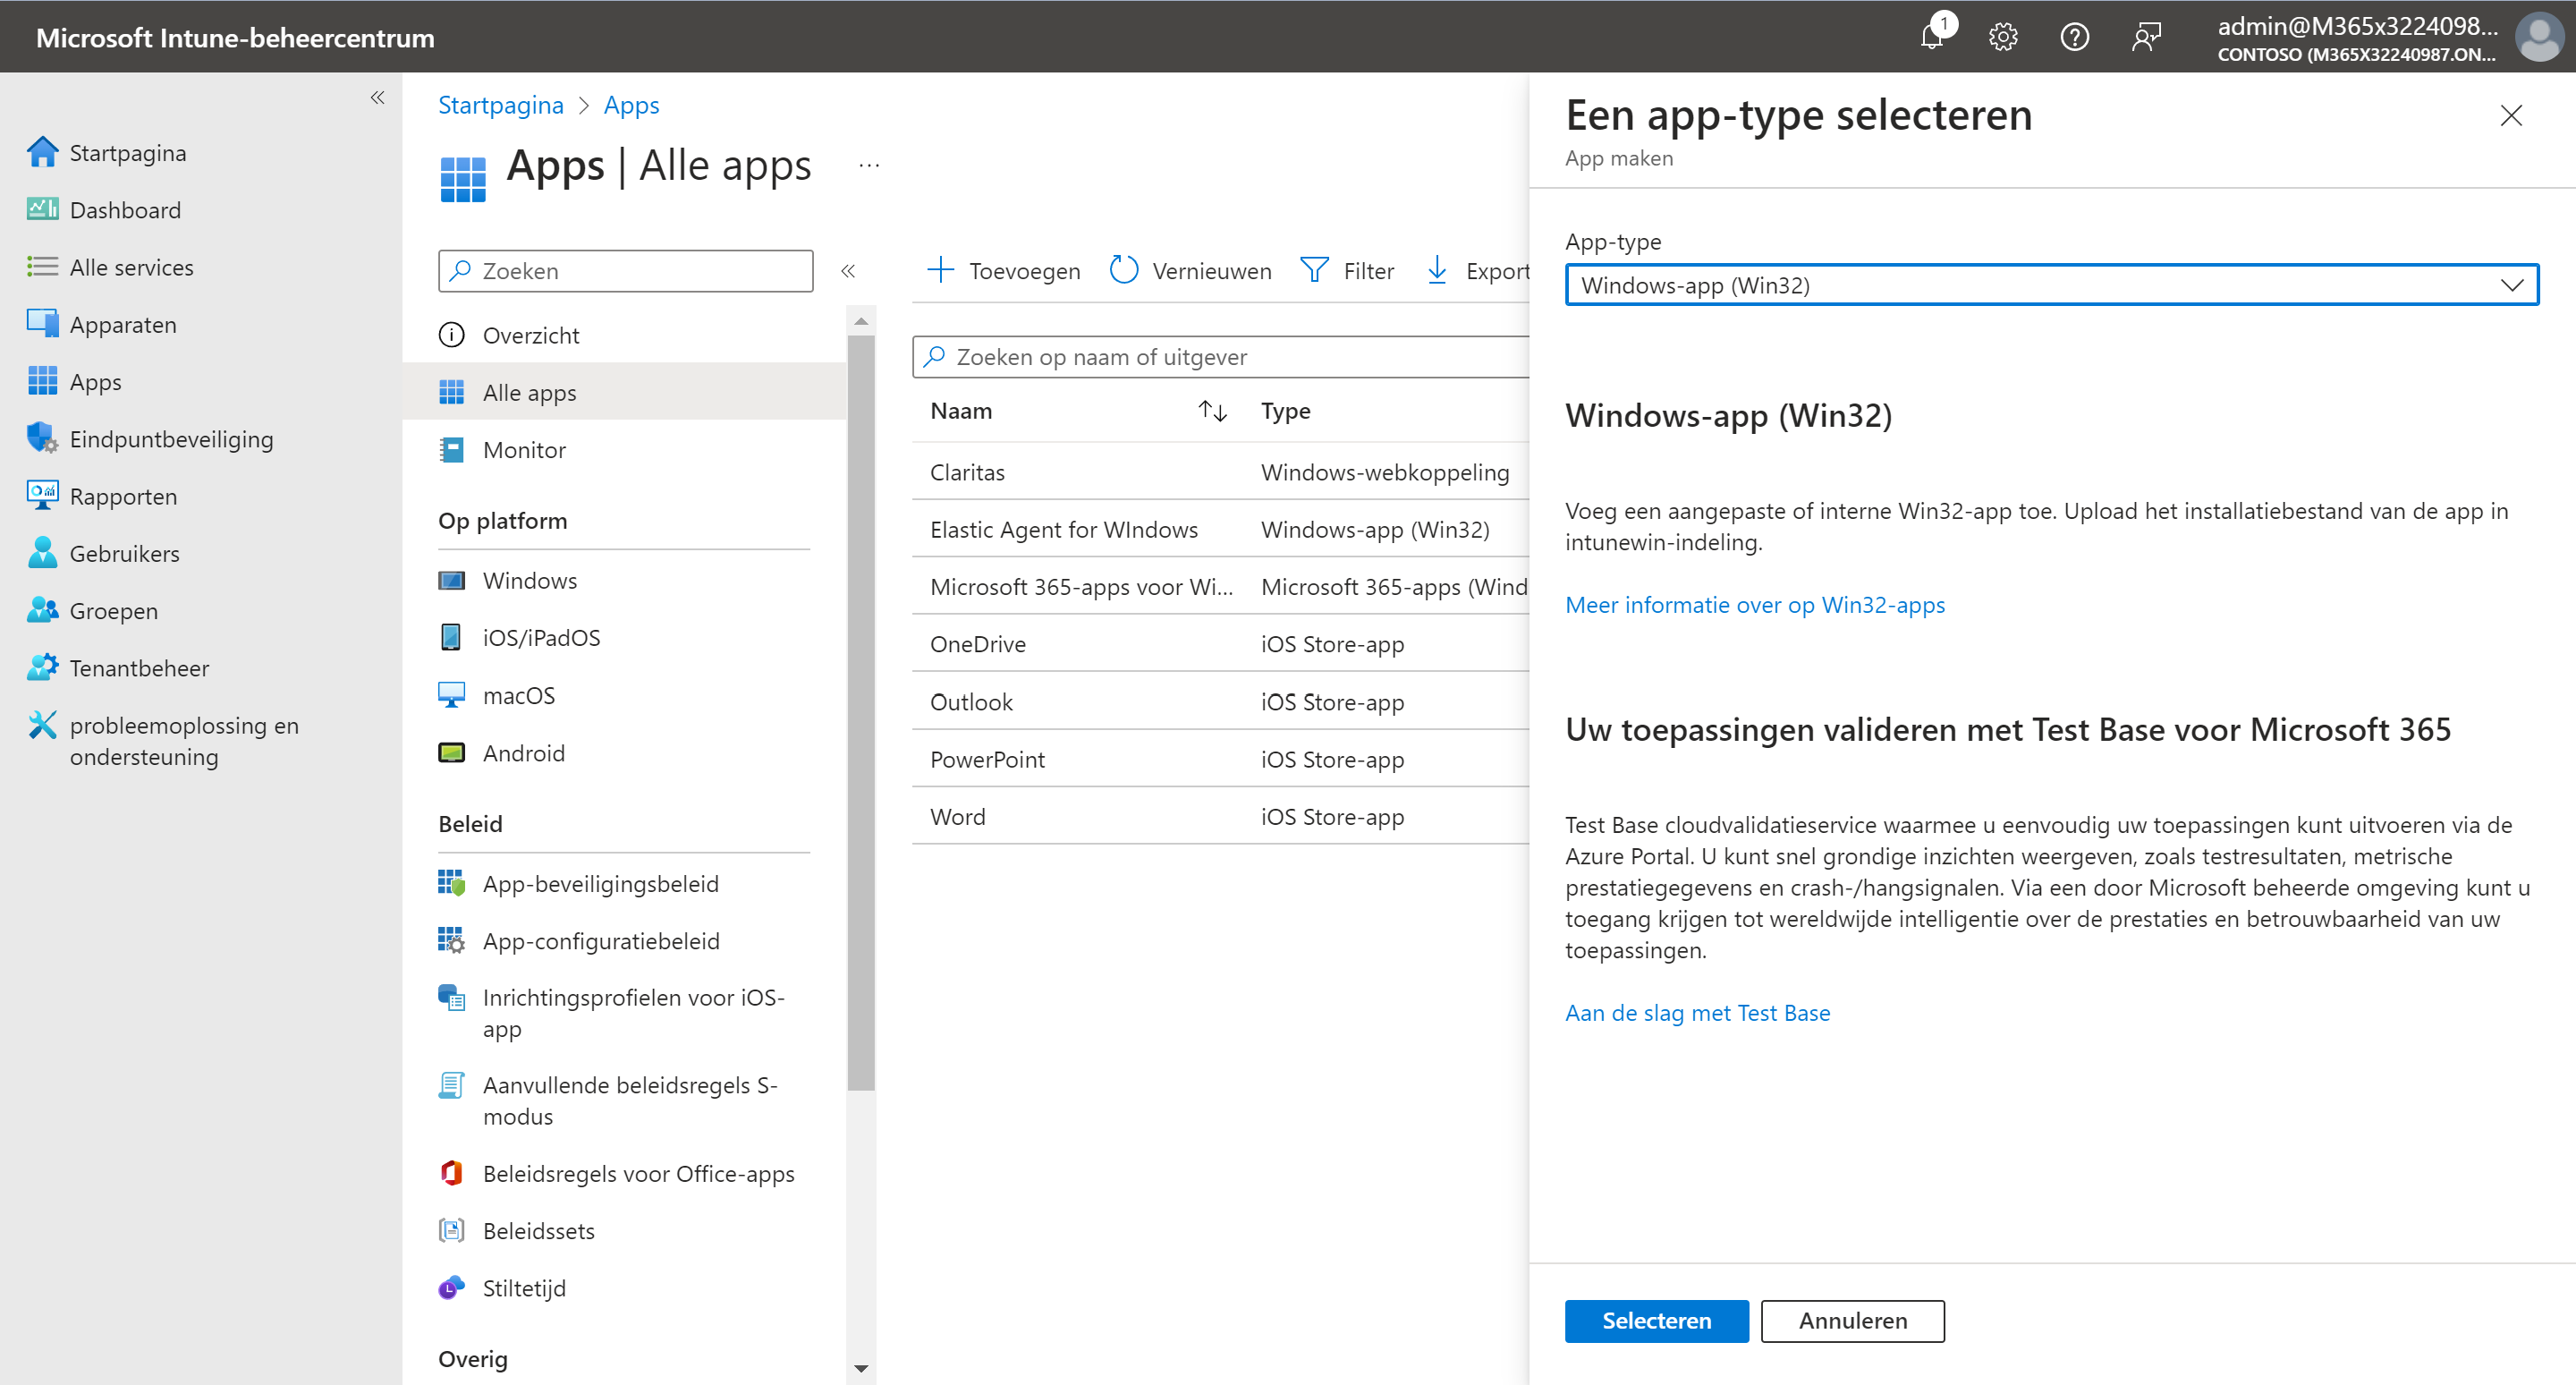 Microsoft Intune-beheercentrum
1
admin@M365x3224098...
CONTOSO (M365X32240987.ON...
Startpagina
Dashboard
Alle services
Apparaten
Apps
Eindpuntbeveiliging
Rapporten
Gebruikers
Groepen
Tenantbeheer
probleemoplossing en
ondersteuning
Startpagina > Apps
Apps | Alle apps ...
Zoeken
Overzicht
Alle apps
Monitor
Op platform
Windows
iOS/iPadOS
macOS
Android
Beleid
App-beveiligingsbeleid
App-configuratiebeleid
Inrichtingsprofielen voor iOS-
app
Aanvullende beleidsregels S-
modus
Beleidsregels voor Office-apps
Beleidssets
Stiltetijd
Overig
Toevoegen Vernieuwen Filter Export
Zoeken op naam of uitgever
Naam Type
Claritas Windows-webkoppeling
Elastic Agent for WIndows Windows-app (Win32)
Microsoft 365-apps voor Wi... Microsoft 365-apps (Wind
OneDrive iOS Store-app
Outlook iOS Store-app
PowerPoint iOS Store-app
Word iOS Store-app
Een app-type selecteren
App maken
App-type
Windows-app (Win32)
Windows-app (Win32)
Voeg een aangepaste of interne Win32-app toe. Upload het installatiebestand van de app in
intunewin-indeling.
Meer informatie over op Win32-apps
Uw toepassingen valideren met Test Base voor Microsoft 365
Test Base cloudvalidatieservice waarmee u eenvoudig uw toepassingen kunt uitvoeren via de
Azure Portal. U kunt snel grondige inzichten weergeven, zoals testresultaten, metrische
prestatiegegevens en crash-/hangsignalen. Via een door Microsoft beheerde omgeving kunt u
toegang krijgen tot wereldwijde intelligentie over de prestaties en betrouwbaarheid van uw
toepassingen.
Aan de slag met Test Base
Selecteren Annuleren